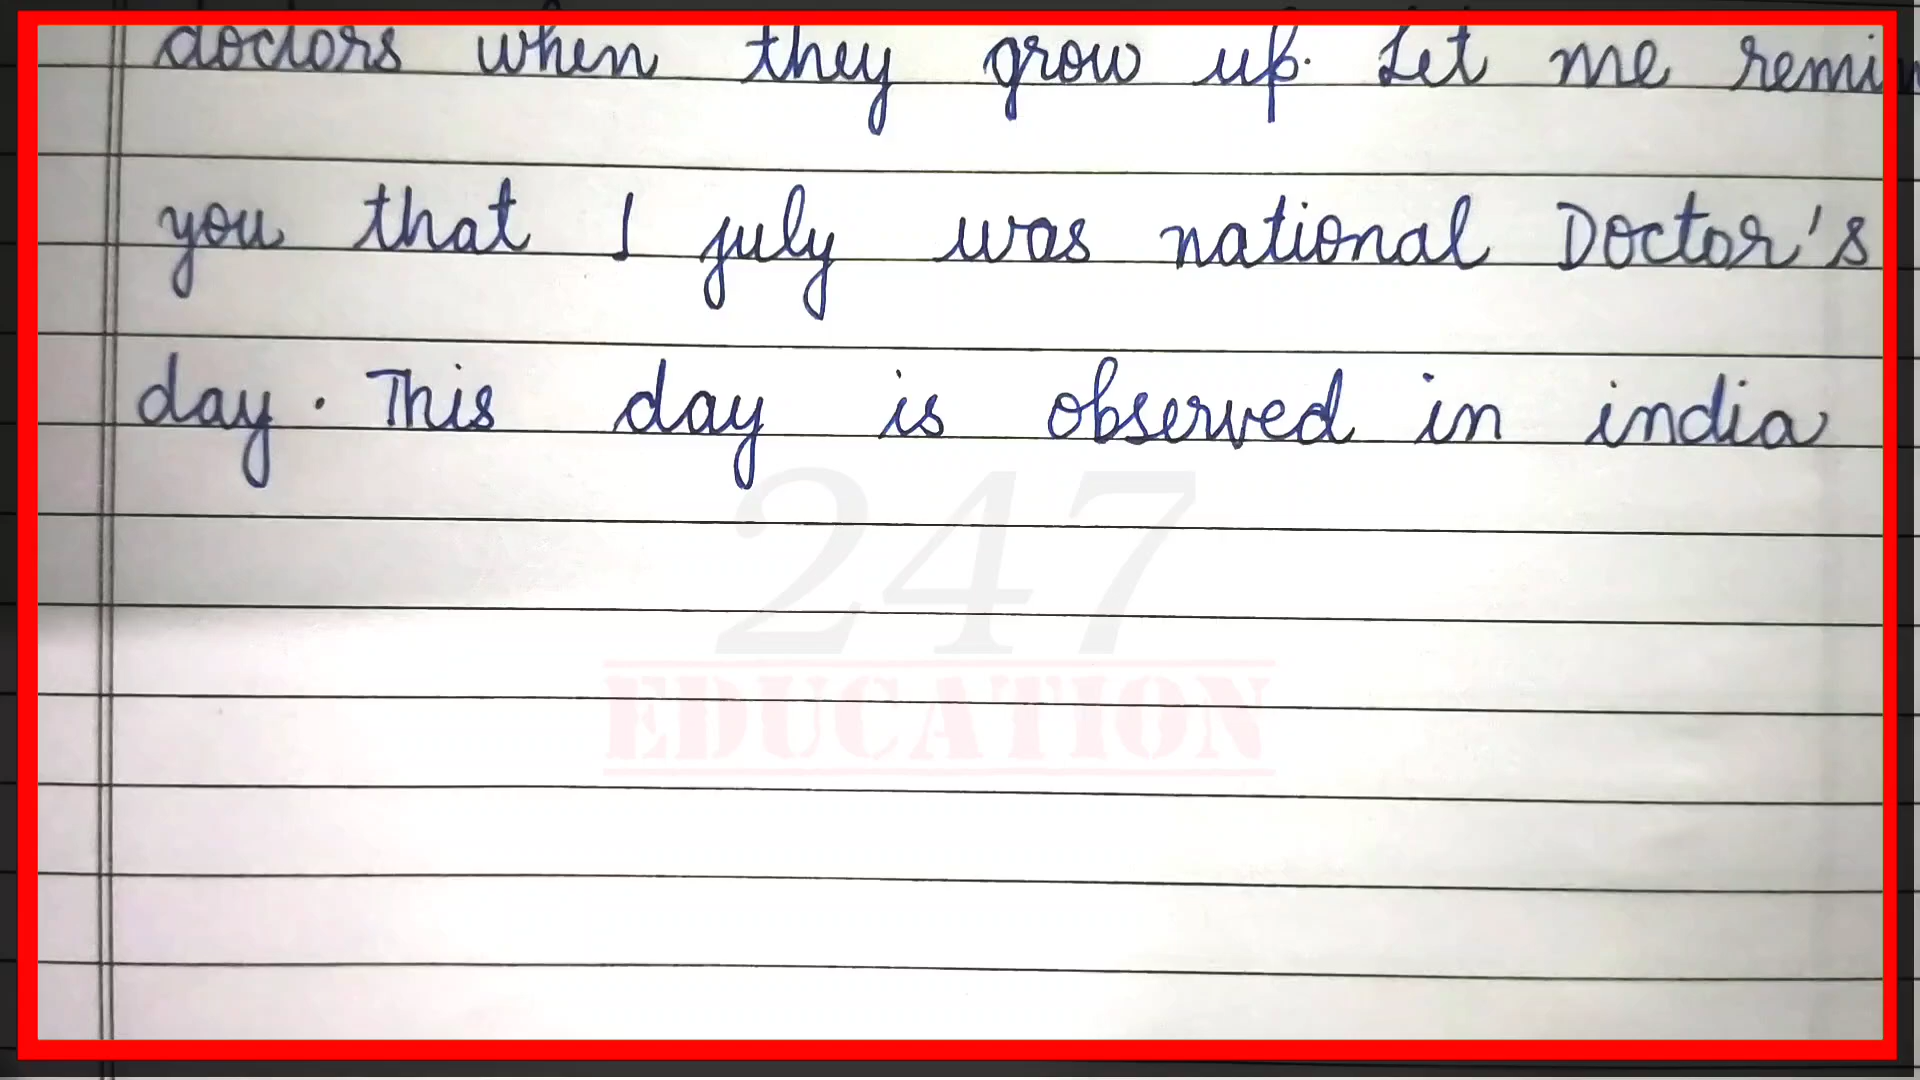 doctors when they grow up. Let me remin
you that 1 july was national Doctor's
day. This day is observed in india
247
EDUCATION